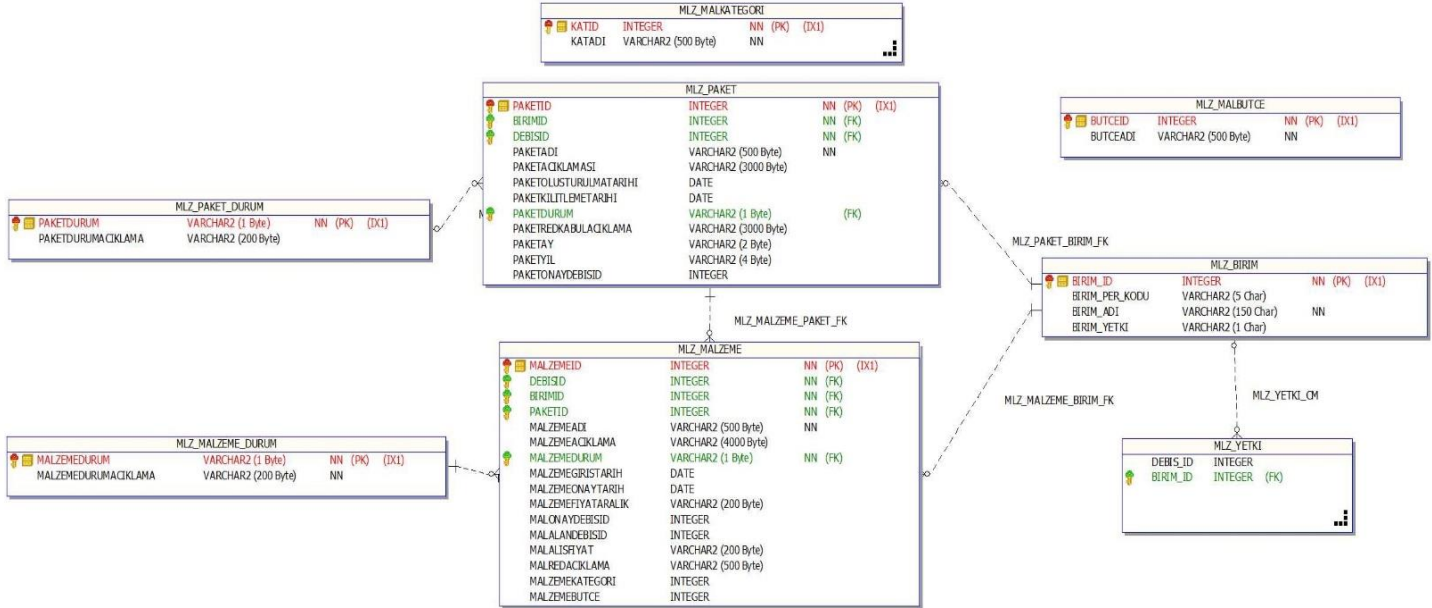 MLZ_MALKATEGORI
KATID INTEGER NN (PK) (IX1)
KATADI VARCHAR2 (500 Byte) NN
MLZ_PAKET
PAKETID INTEGER NN (PK) (IX1)
BIRIMID INTEGER NN (FK)
DEBISID INTEGER NN (FK)
PAKETADI VARCHAR2 (500 Byte) NN
PAKETACIKLAMASI VARCHAR2 (3000 Byte)
PAKETOLUSTURULMATARIHI DATE
PAKETKILITLEMETARIHI DATE
PAKETDURUM VARCHAR2 (1 Byte) (FK)
PAKETREDKABULACIKLAMA VARCHAR2 (3000 Byte)
PAKETAY VARCHAR2 (2 Byte)
PAKETYIL VARCHAR2 (4 Byte)
PAKETONAYDEBISID INTEGER
MLZ_MALBUTCE
BUTCEID INTEGER NN (PK) (IX1)
BUTCEADI VARCHAR2 (500 Byte) NN
MLZ_PAKET_DURUM
PAKETDURUM VARCHAR2 (1 Byte) NN (PK) (IX1)
PAKETDURUMACIKLAMA VARCHAR2 (200 Byte)
MLZ_PAKET_BIRIM_FK
MLZ_BIRIM
BIRIM_ID INTEGER NN (PK) (IX1)
BIRIM_PER_KODU VARCHAR2 (5 Char)
BIRIM_ADI VARCHAR2 (150 Char) NN
BIRIM_YETKI VARCHAR2 (1 Char)
MLZ_MALZEME_PAKET_FK
MLZ_MALZEME
MALZEMEID INTEGER NN (PK) (IX1)
DEBISID INTEGER NN (FK)
BIRIMID INTEGER NN (FK)
PAKETID INTEGER NN (FK)
MALZEMEADI VARCHAR2 (500 Byte) NN
MALZEMEACIKLAMA VARCHAR2 (4000 Byte)
MALZEMEDURUM VARCHAR2 (1 Byte) NN (FK)
MALZEMEGIRISTARIH DATE
MALZEMEONAYTARIH DATE
MALZEMEFIYATARALIK VARCHAR2 (200 Byte)
MALONAYDEBISID INTEGER
MALALANDEBISID INTEGER
MALALISFIYAT VARCHAR2 (200 Byte)
MALREDACIKLAMA VARCHAR2 (500 Byte)
MALZEMEKATEGORI INTEGER
MALZEMEBUTCE INTEGER
MLZ_MALZEME_BIRIM_FK
MLZ_YETKI_CM
MLZ_MALZEME_DURUM
MALZEMEDURUM VARCHAR2 (1 Byte) NN (PK) (IX1)
MALZEMEDURUMACIKLAMA VARCHAR2 (200 Byte) NN
MLZ_YETKI
DEBIS_ID INTEGER
BIRIM_ID INTEGER (FK)